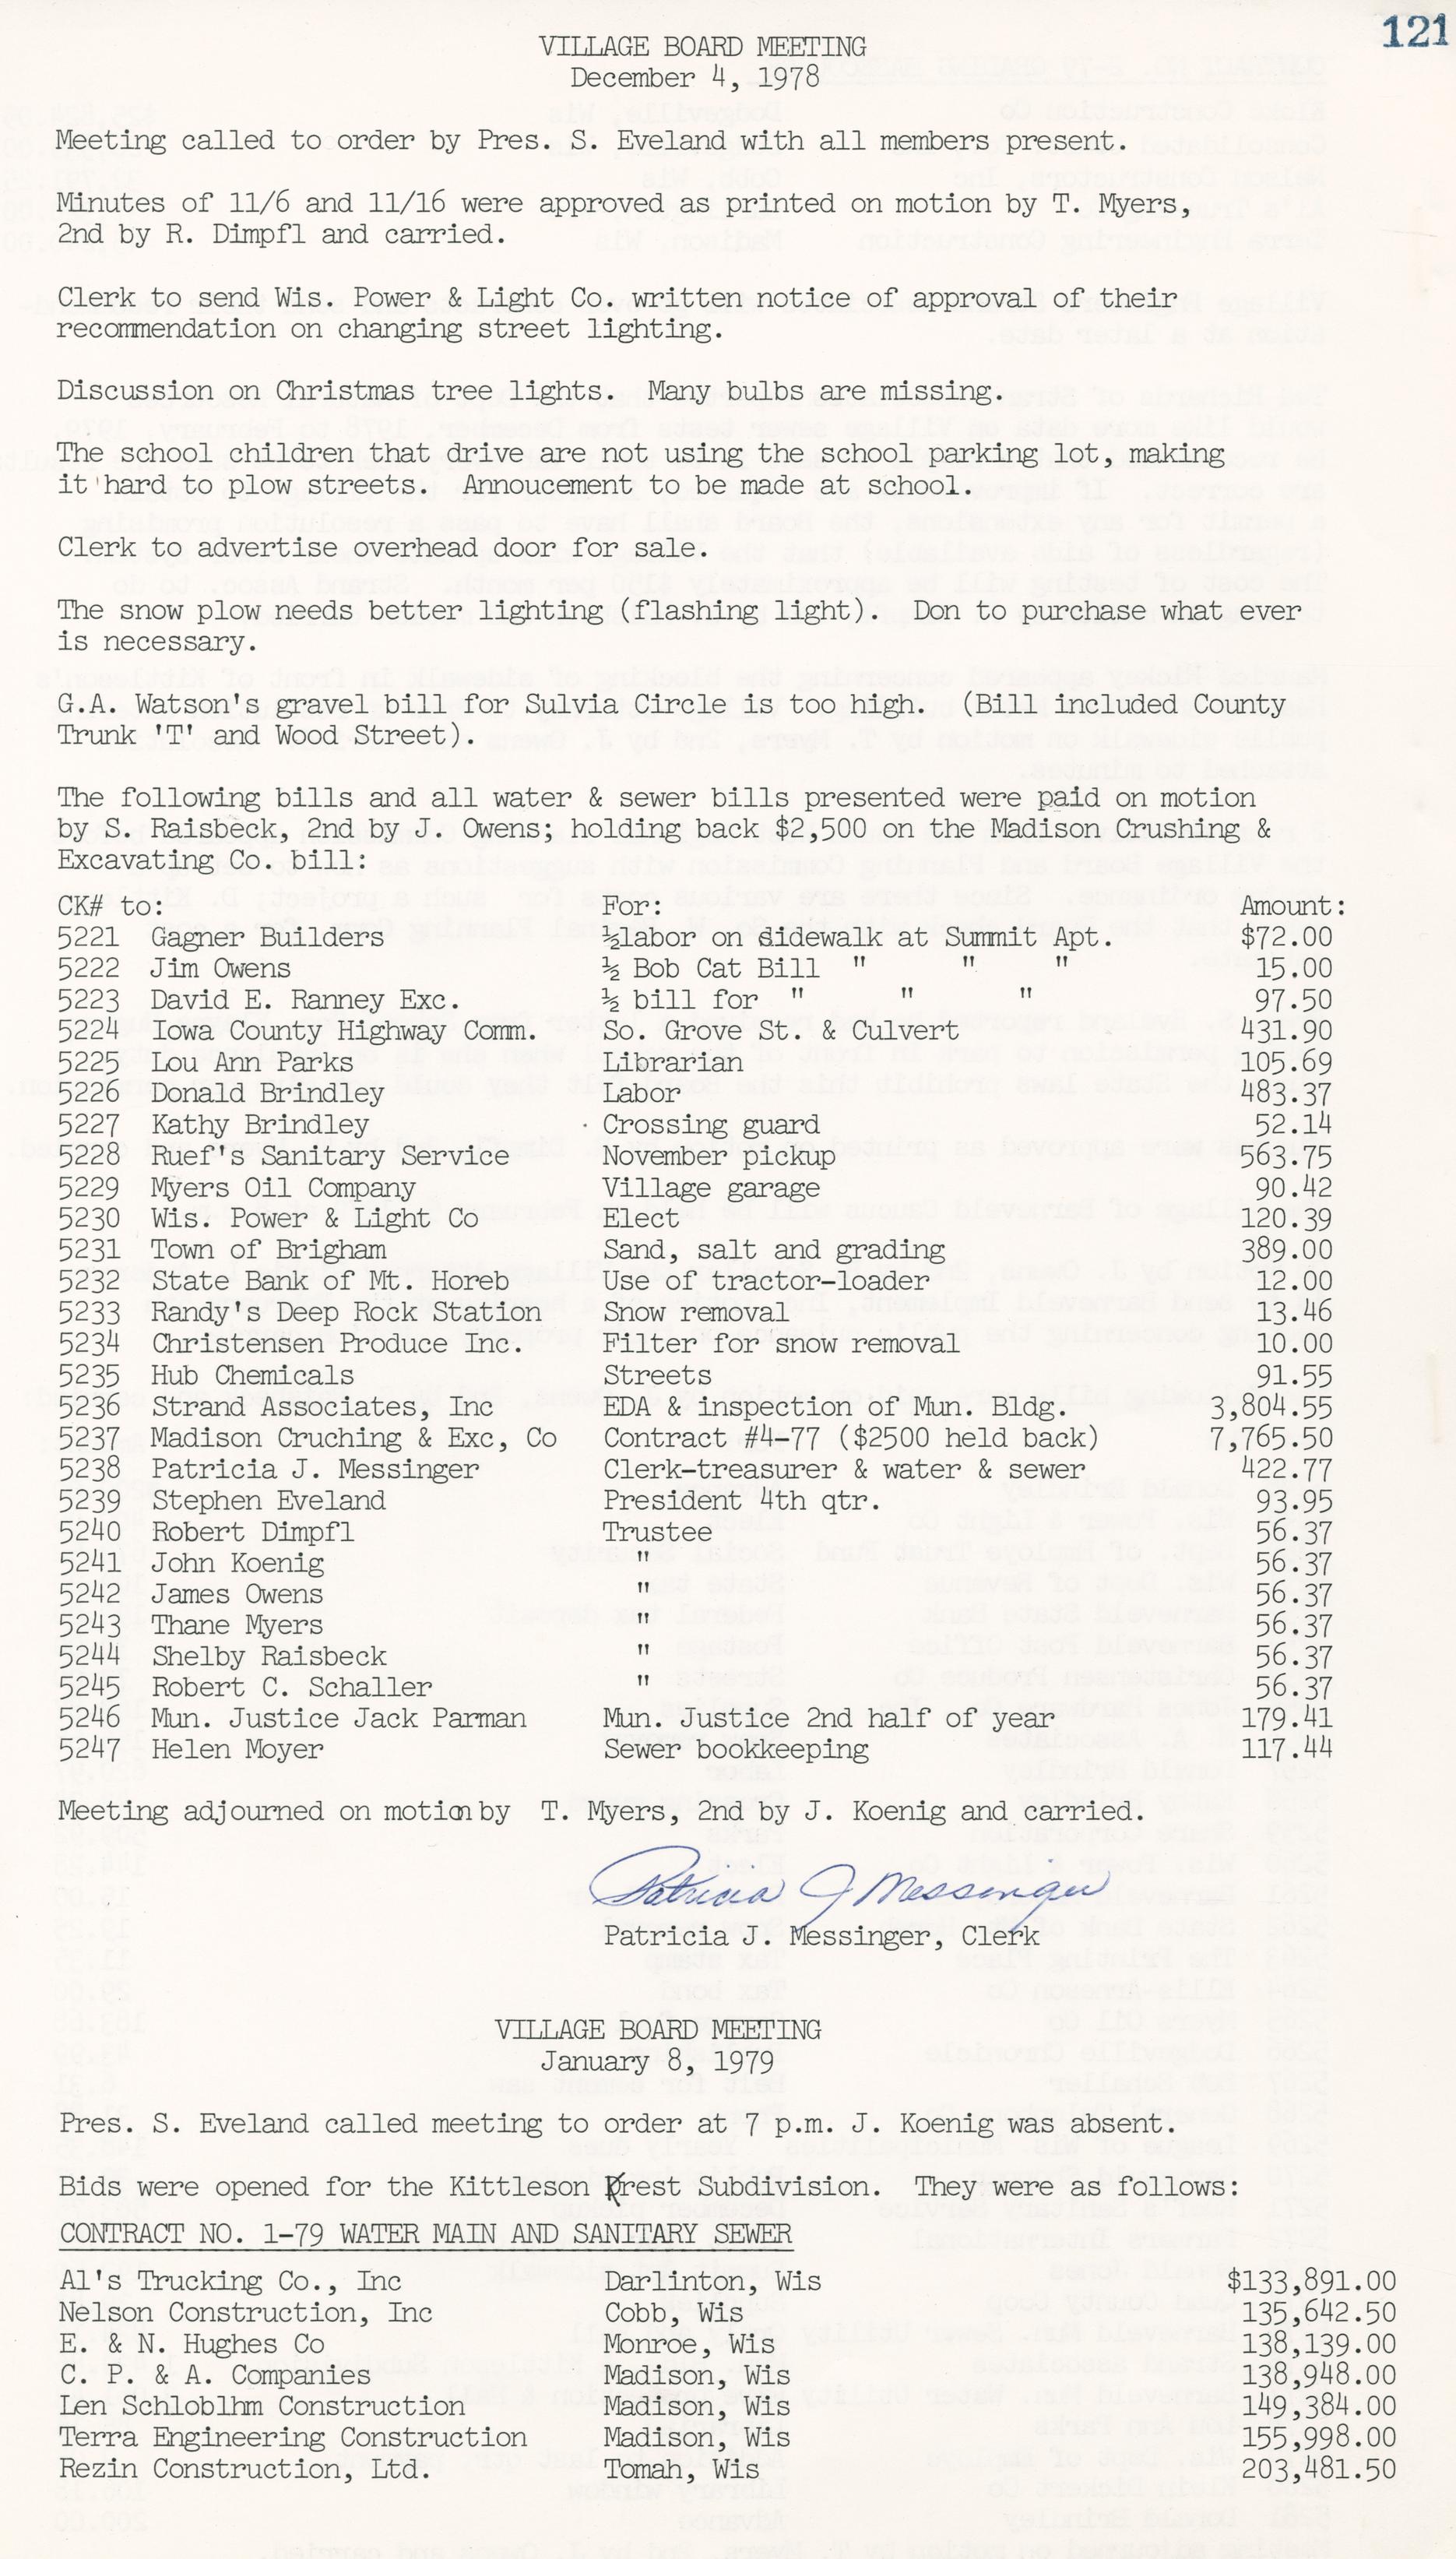 121
VILLAGE BOARD MEETING
December 4, 1978
Meeting called to order by Pres. S. Eveland with all members present.
Minutes of 11/6 and 11/16 were approved as printed on motion by T. Myers,
2nd by R. Dimpfl and carried.
Clerk to send Wis. Power & Light Co. written notice of approval of their
recommendation on changing street lighting.
Discussion on Christmas tree lights. Many bulbs are missing.
The school children that drive are not using the school parking lot, making
it hard to plow streets. Annoucement to be made at school.
Clerk to advertise overhead door for sale.
The snow plow needs better lighting (flashing light). Don to purchase what ever
is necessary.
G.A. Watson's gravel bill for Sulvia Circle is too high. (Bill included County
Trunk 'T' and Wood Street).
The following bills and all water & sewer bills presented were paid on motion
by S. Raisbeck, 2nd by J. Owens; holding back $2,500 on the Madison Crushing &
Excavating Co. bill:
CK# to: For: Amount:
5221 Gagner Builders ½labor on sidewalk at Summit Apt. $72.00
5222 Jim Owens ½ Bob Cat Bill " " " 15.00
5223 David E. Ranney Exc. ½ bill for " " " 97.50
5224 Iowa County Highway Comm. So. Grove St. & Culvert 431.90
5225 Lou Ann Parks Librarian 105.69
5226 Donald Brindley Labor 483.37
5227 Kathy Brindley Crossing guard 52.14
5228 Ruef"s Sanitary Service November pickup 563.75
5229 Myers Oil Company Village garage 90.42
5230 Wis. Power & Light Co Elect 120.39
5231 Town of Brigham Sand, salt and grading 389.00
5232 State Bank of Mt. Horeb Use of tractor-loader 12.00
5233 Randy's Deep Rock Station Snow removal 13.46
5234 Christensen Produce Inc. Filter for snow removal 10.00
5235 Hub Chemicals Streets 91.55
5236 Strand Associates, Inc EDA & inspection of Mun. Bldg. 3,804.55
5237 Madison Cruching & Exc, Co Contract #4-77 ($2500 held back) 7,765.50
5238 Patricia J. Messinger Clerk-treasurer & water & sewer 422.77
5239 Stephen Eveland President 4th qtr. 93.95
5240 Robert Dimpfl Trustee 56.37
5241 John Koenig " 56.37
5242 James Owens " 56.37
5243 Thane Myers " 56.37
5244 Shelby Raisbeck " 56.37
5245 Robert C. Schaller " 56.37
5246 Mun. Justice Jack Parman Mun. Justice 2nd half of year 179.41
5247 Helen Moyer Sewer bookkeeping 117.44
Meeting adjourned on motion by T. Myers, 2nd by J. Koenig and carried.
Patricia J Messinger
Patricia J. Messinger, Clerk
VILLAGE BOARD MEETING
January 8, 1979
Pres. S. Eveland called meeting to order at 7 p.m. J. Koenig was absent.
Bids were opened for the Kittleson Krest Subdivision. They were as follows:
CONTRACT NO. 1-79 WATER MAIN AND SANITARY SEWER
Al's Trucking Co., Inc Darlinton, Wis $133,891.00
Nelson Construction, Inc Cobb, Wis 135,642.50
E. & N. Hughes Co Monroe, Wis 138,139.00
C. P. & A. Companies Madison, Wis 138,948.00
Len Schloblhm Construction Madison, Wis 149,384.00
Terra Engineering Construction Madison, Wis 155,998.00
Rezin Construction, Ltd. Tomah, Wis 203,481.50